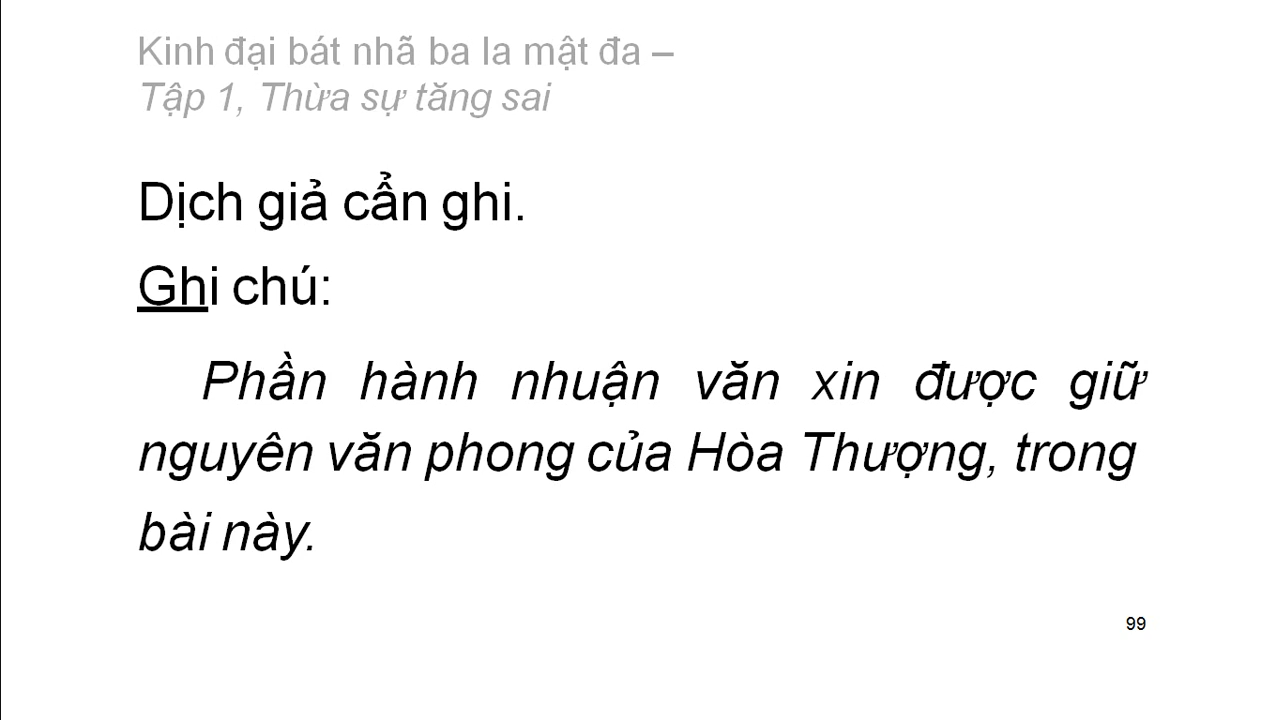 Kinh đại bát nhã ba la mật đa –
Tập 1, Thừa sự tăng sai
Dịch giả cẩn ghi.
Ghi chú:
Phần hành nhuận văn xin được giữ
nguyên văn phong của Hòa Thượng, trong
bài này.
99